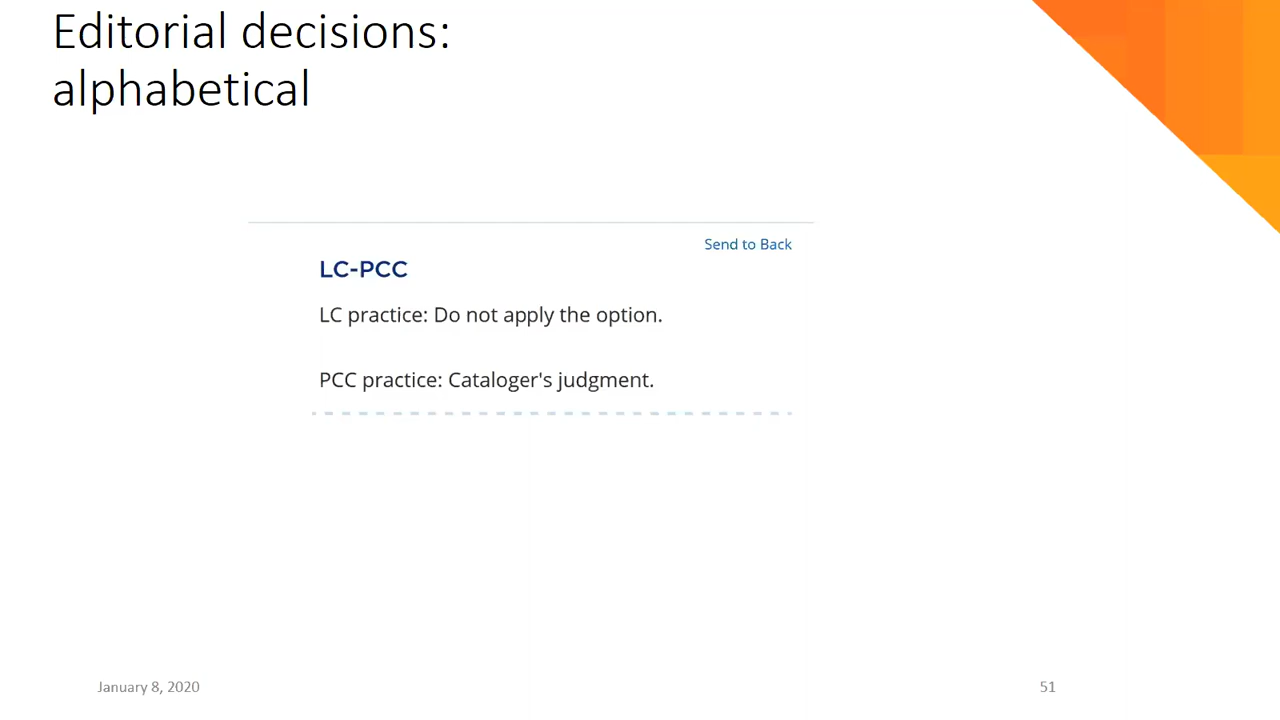 Editorial decisions:
alphabetical
Send to Back
LC-PCC
LC practice: Do not apply the option.
PCC practice: Cataloger's judgment.
January 8, 2020
51